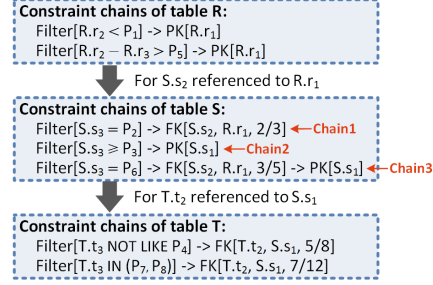 Constraint chains of table R:
Filter[R.r₂ < P₁] -> PK[R.r₁]
Filter[R.r₂ − R.r₃ > P₅] -> PK[R.r₁]
For S.s₂ referenced to R.r₁
Constraint chains of table S:
Filter[S.s₃ = P₂] -> FK[S.s₂, R.r₁, 2/3] Chain1
Filter[S.s₃ ≥ P₃] -> PK[S.s₁] Chain2
Filter[S.s₃ = P₆] -> FK[S.s₂, R.r₁, 3/5] -> PK[S.s₁] Chain3
For T.t₂ referenced to S.s₁
Constraint chains of table T:
Filter[T.t₃ NOT LIKE P₄] -> FK[T.t₂, S.s₁, 5/8]
Filter[T.t₃ IN (P₇, P₈)] -> FK[T.t₂, S.s₁, 7/12]